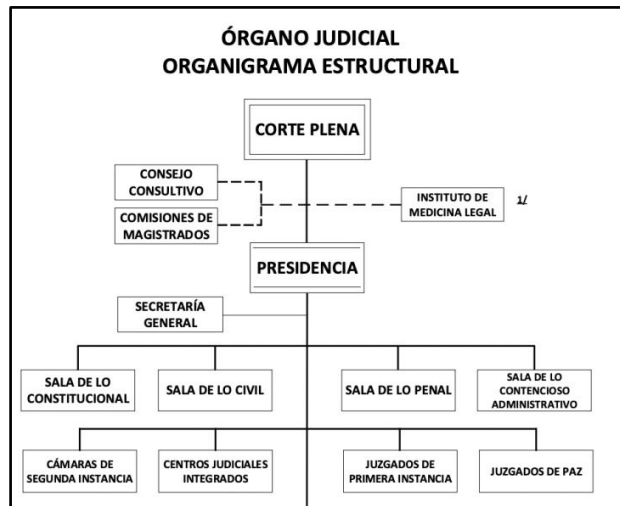 ÓRGANO JUDICIAL
ORGANIGRAMA ESTRUCTURAL
CORTE PLENA
CONSEJO
CONSULTIVO
COMISIONES DE
MAGISTRADOS
INSTITUTO DE
MEDICINA LEGAL
1/
PRESIDENCIA
SECRETARÍA
GENERAL
SALA DE LO
CONSTITUCIONAL
SALA DE LO CIVIL
SALA DE LO PENAL
SALA DE LO
CONTENCIOSO
ADMINISTRATIVO
CÁMARAS DE
SEGUNDA INSTANCIA
CENTROS JUDICIALES
INTEGRADOS
JUZGADOS DE
PRIMERA INSTANCIA
JUZGADOS DE PAZ